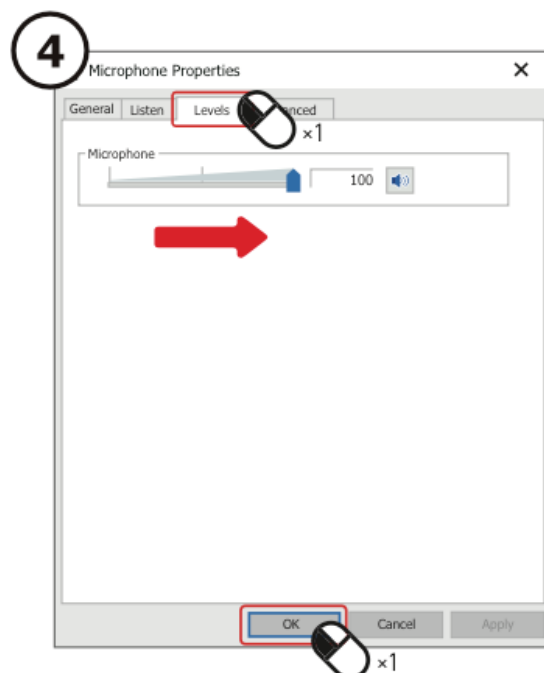 4
Microphone Properties
General Listen Levels
×1
Microphone
100
OK Cancel Apply
×1